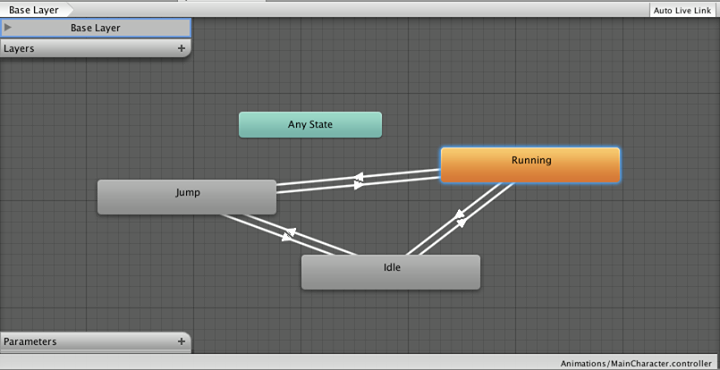 Base Layer
Auto Live Link
Base Layer
Layers
Any State
Running
Jump
Idle
Parameters
Animations/MainCharacter.controller